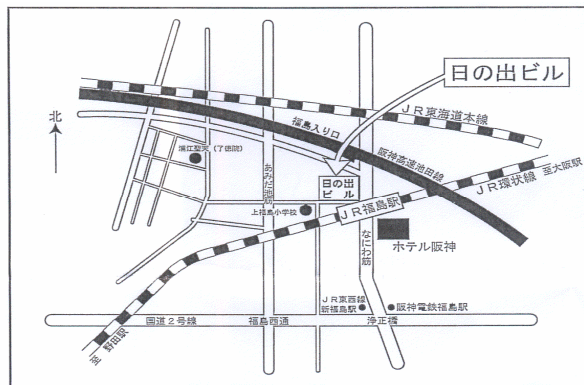 日の出ビル
北
JR東海道本線
福島入り口
阪神高速池田線
浦江聖天(了徳院)
あみだ池筋
日の出
ビル
JR環状線
至大阪駅
上福島小学校
JR福島駅
なにわ筋
ホテル阪神
JR東西線
新福島駅
阪神電鉄福島駅
国道2号線
福島西通
浄正橋
至
野田駅